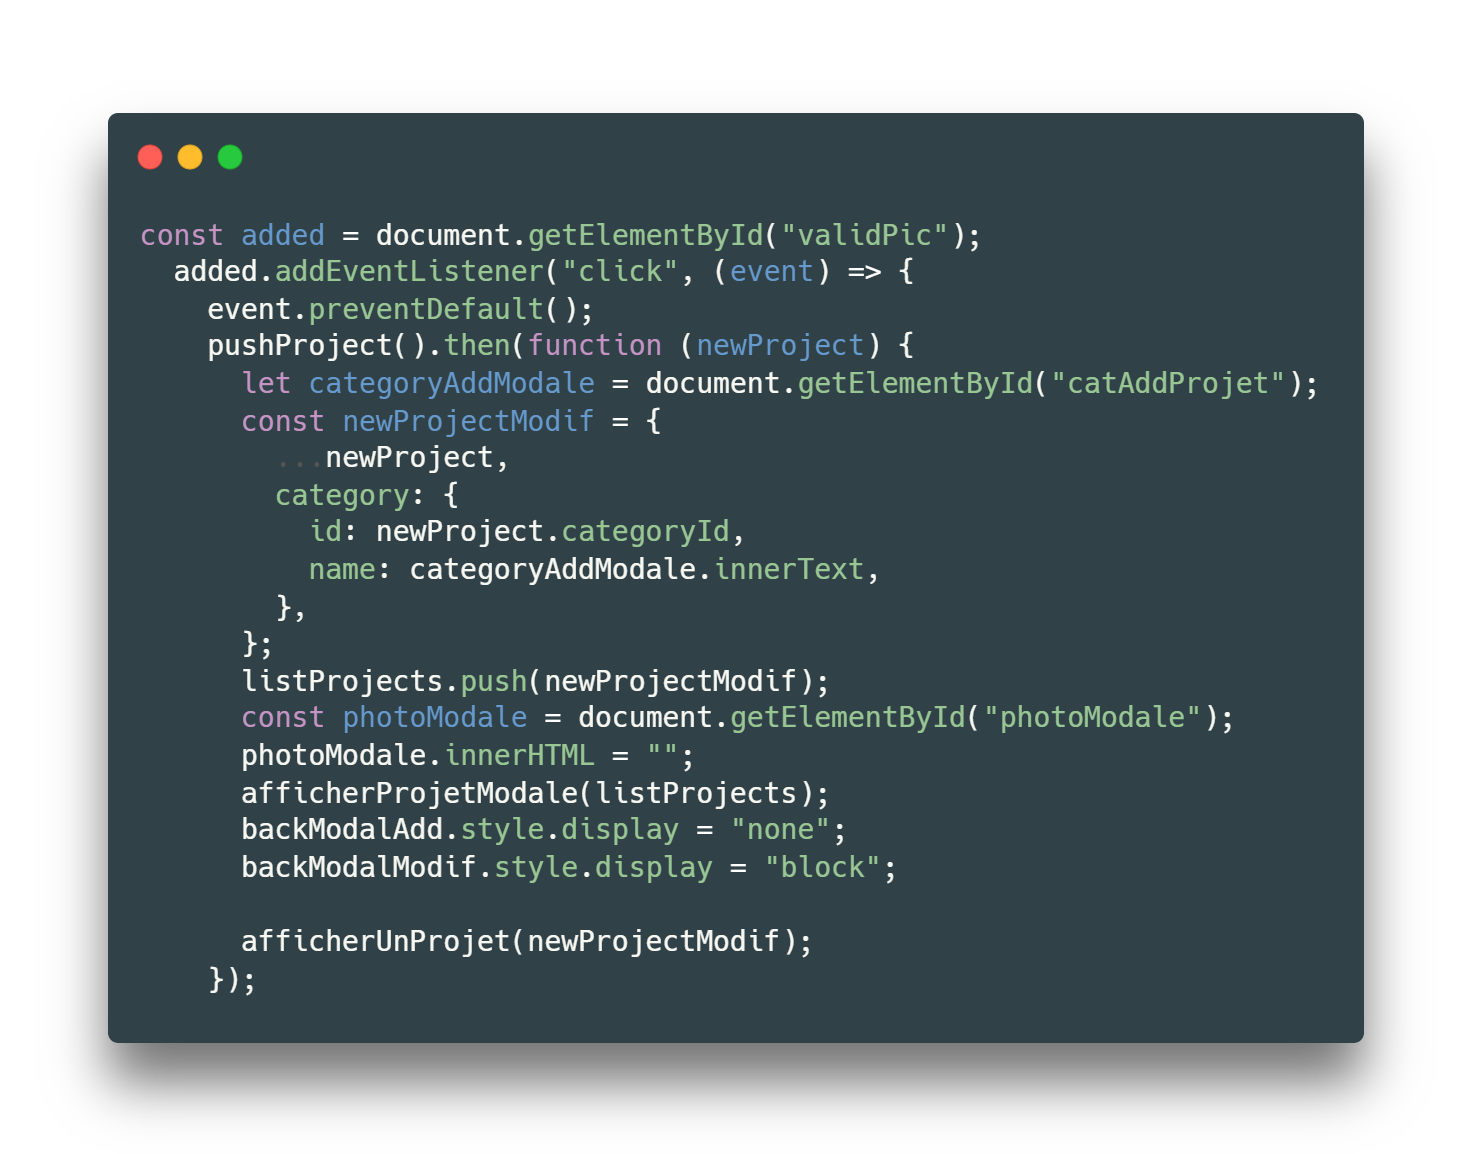 const added = document.getElementById("validPic");
  added.addEventListener("click", (event) => {
    event.preventDefault();
    pushProject().then(function (newProject) {
      let categoryAddModale = document.getElementById("catAddProjet");
      const newProjectModif = {
        ...newProject,
        category: {
          id: newProject.categoryId,
          name: categoryAddModale.innerText,
        },
      };
      listProjects.push(newProjectModif);
      const photoModale = document.getElementById("photoModale");
      photoModale.innerHTML = "";
      afficherProjetModale(listProjects);
      backModalAdd.style.display = "none";
      backModalModif.style.display = "block";

      afficherUnProjet(newProjectModif);
    });